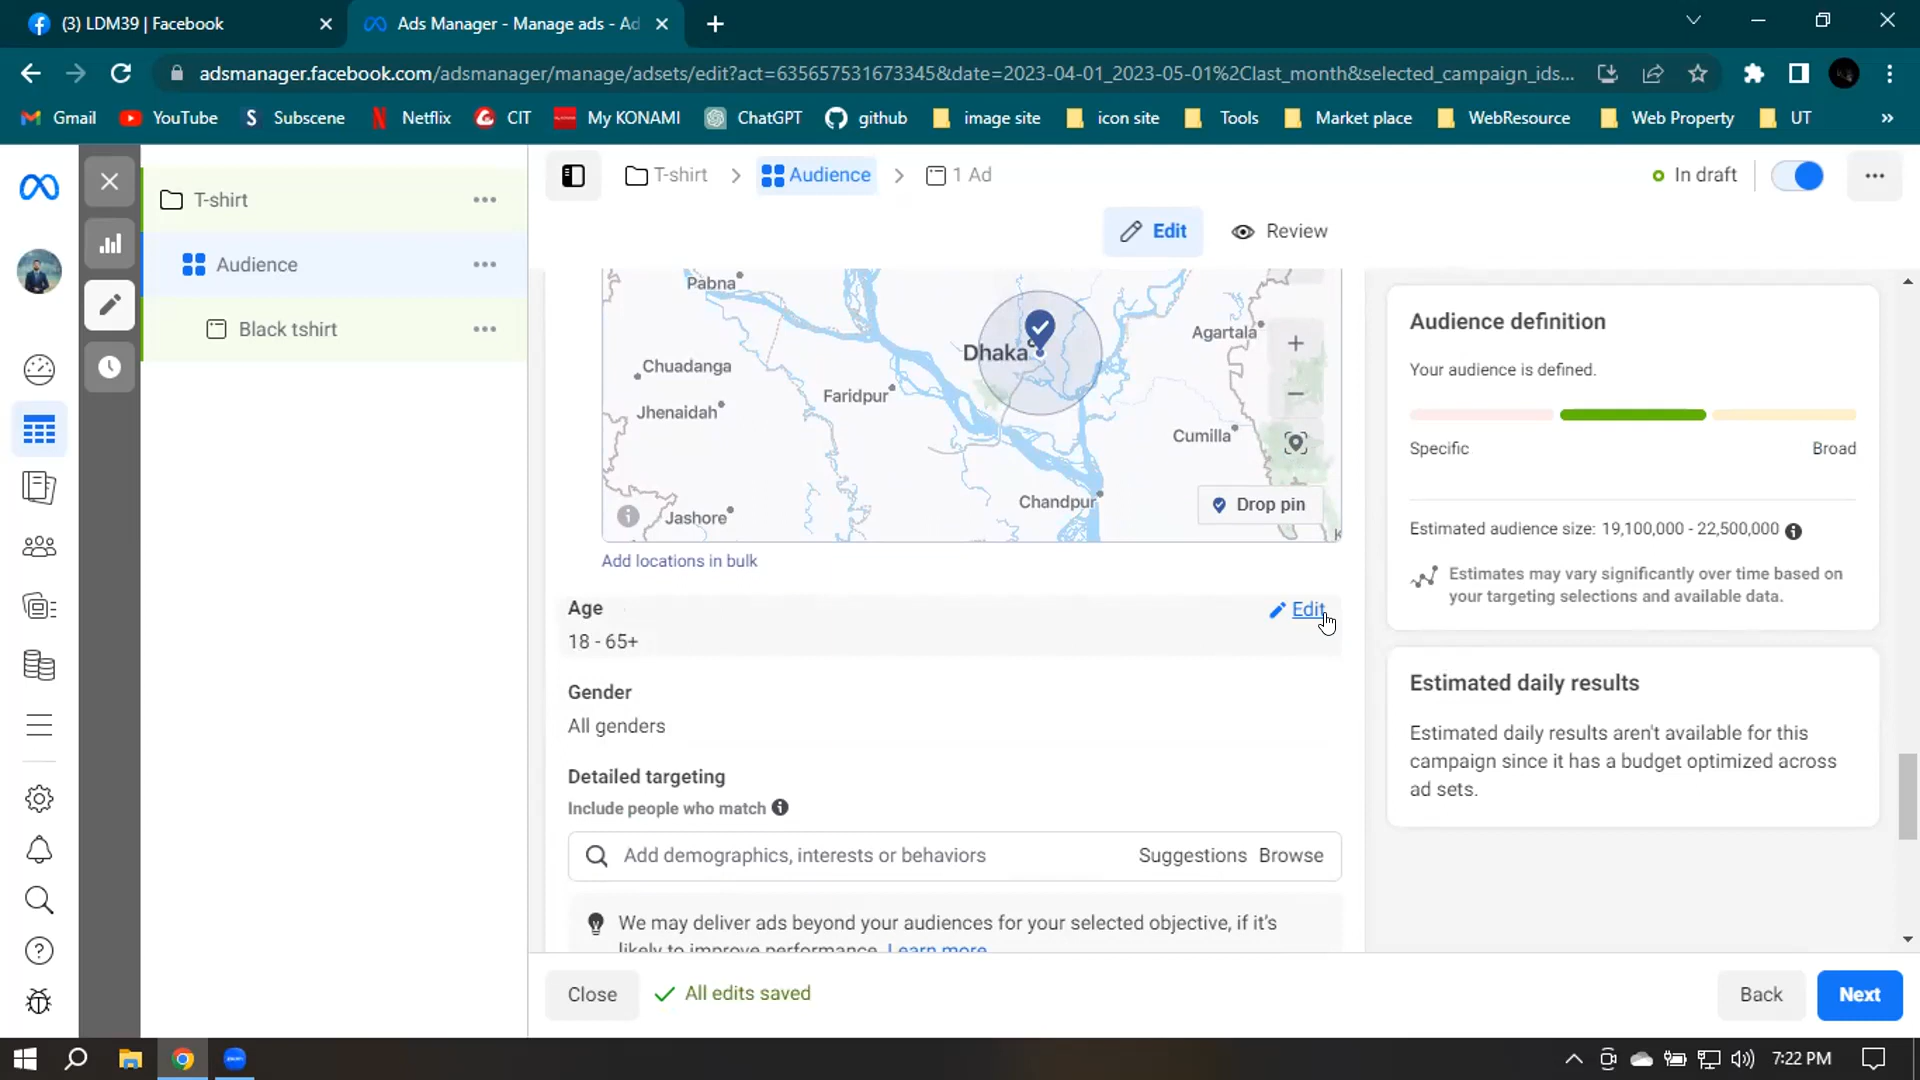 (3) LDM39 | Facebook
Ads Manager - Manage ads - Ad
adsmanager.facebook.com/adsmanager/manage/adsets/edit?act=635657531673345&date=2023-04-01_2023-05-01%2Clast_month&selected_campaign_ids...
Gmail YouTube Subscene Netflix CIT My KONAMI ChatGPT github image site icon site Tools Market place WebResource Web Property UT »
T-shirt
Audience
Black tshirt
T-shirt > Audience > 1 Ad
In draft
Edit Review
Pabna
Dhaka
Agartala
Chuadanga
Faridpur
Jhenaidah
Cumilla
Chandpur
Jashore
Drop pin
Add locations in bulk
Age
Edit
18 - 65+
Gender
All genders
Detailed targeting
Include people who match
Add demographics, interests or behaviors Suggestions Browse
We may deliver ads beyond your audiences for your selected objective, if it's
likely to improve performance. Learn more
Audience definition
Your audience is defined.
Specific Broad
Estimated audience size: 19,100,000 - 22,500,000
Estimates may vary significantly over time based on
your targeting selections and available data.
Estimated daily results
Estimated daily results aren't available for this
campaign since it has a budget optimized across
ad sets.
Close All edits saved Back Next
7:22 PM